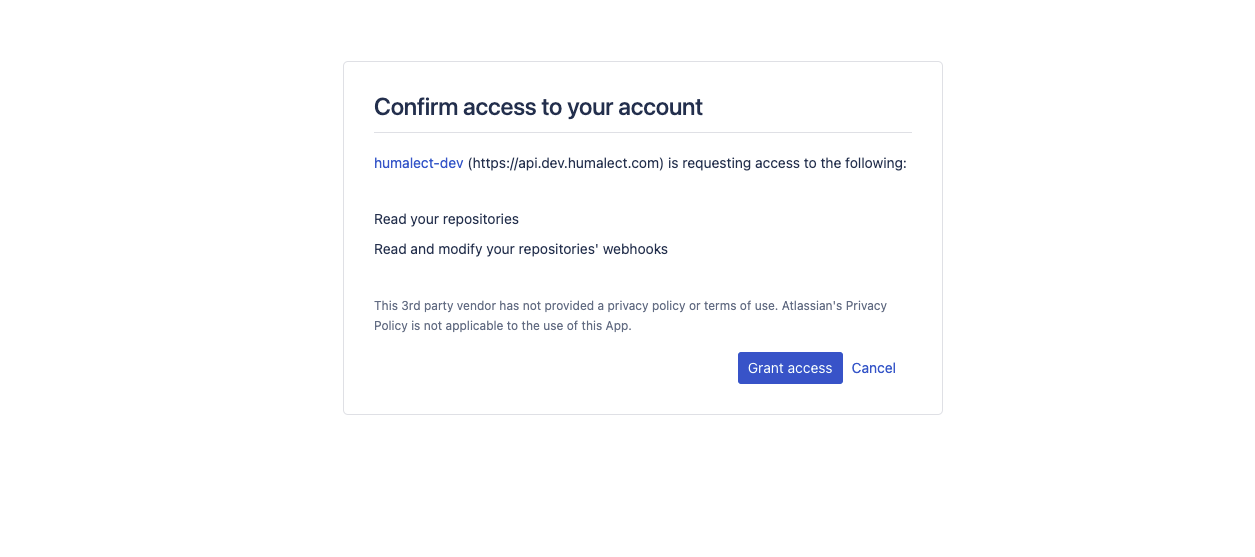 Confirm access to your account
humalect-dev (https://api.dev.humalect.com) is requesting access to the following:
Read your repositories
Read and modify your repositories' webhooks
This 3rd party vendor has not provided a privacy policy or terms of use. Atlassian's Privacy
Policy is not applicable to the use of this App.
Grant access Cancel